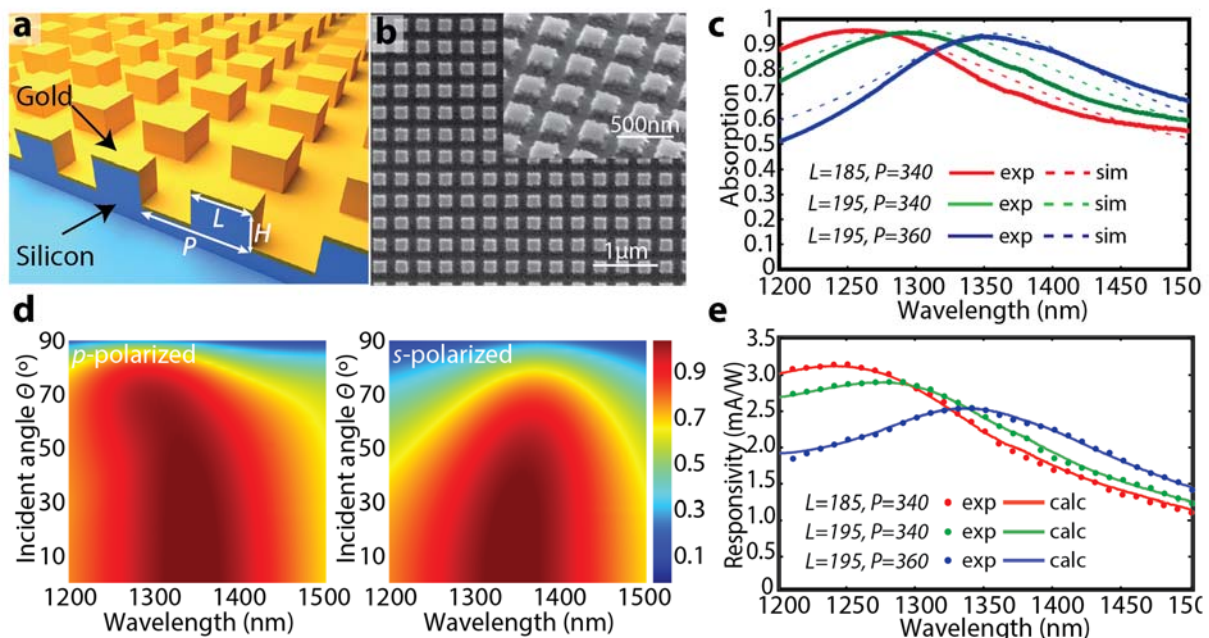 a
Gold
Silicon
L
P
H
b
500nm
1μm
c
Absorption
1
0.9
0.8
0.7
0.6
0.5
0.4
0.3
0.2
0.1
0
L=185, P=340 exp sim
L=195, P=340 exp sim
L=195, P=360 exp sim
1200 1250 1300 1350 1400 1450 150
Wavelength (nm)
d
p-polarized
Incident angle Θ (º)
90
70
50
30
10
1200 1300 1400 1500
Wavelength (nm)
s-polarized
Incident angle Θ (º)
90
70
50
30
10
1200 1300 1400 1500
Wavelength (nm)
0.9
0.7
0.5
0.3
0.1
e
Responsivity (mA/W)
3.5
3.0
2.5
2.0
1.5
1.0
0.5
0
L=185, P=340 exp calc
L=195, P=340 exp calc
L=195, P=360 exp calc
1200 1250 1300 1350 1400 1450 1500
Wavelength (nm)